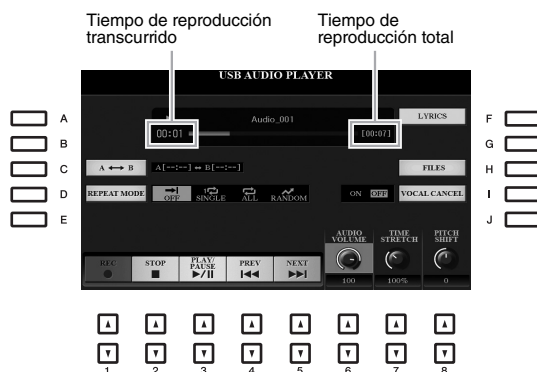 Tiempo de reproducción transcurrido
Tiempo de reproducción total
USB AUDIO PLAYER
A
B
C
D
E
F
G
H
I
J
Audio_001
LYRICS
00:01
[00:07]
A ⟷ B
A[--:--] ↔ B[--:--]
FILES
REPEAT MODE
OFF
SINGLE
ALL
RANDOM
ON OFF
VOCAL CANCEL
AUDIO VOLUME
TIME STRETCH
PITCH SHIFT
REC
STOP
PLAY/PAUSE
PREV
NEXT
100
100%
0
1 2 3 4 5 6 7 8